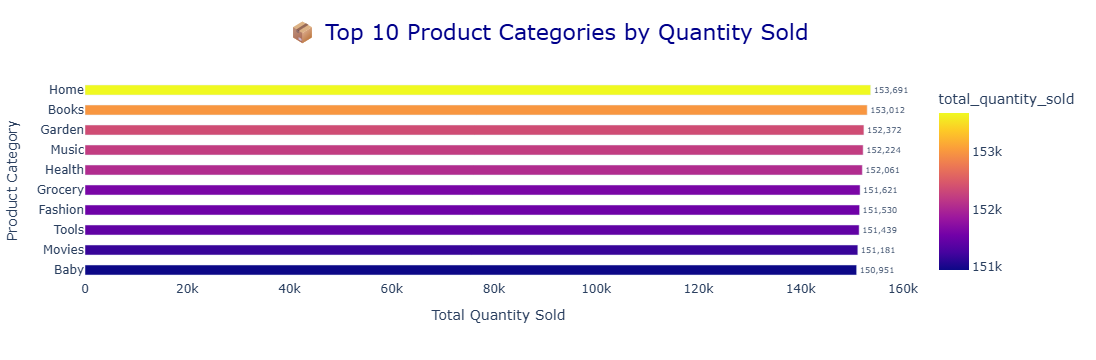 📦 Top 10 Product Categories by Quantity Sold
Product Category
Home 153,691
Books 153,012
Garden 152,372
Music 152,224
Health 152,061
Grocery 151,621
Fashion 151,530
Tools 151,439
Movies 151,181
Baby 150,951
0 20k 40k 60k 80k 100k 120k 140k 160k
Total Quantity Sold
total_quantity_sold
153k
152k
151k